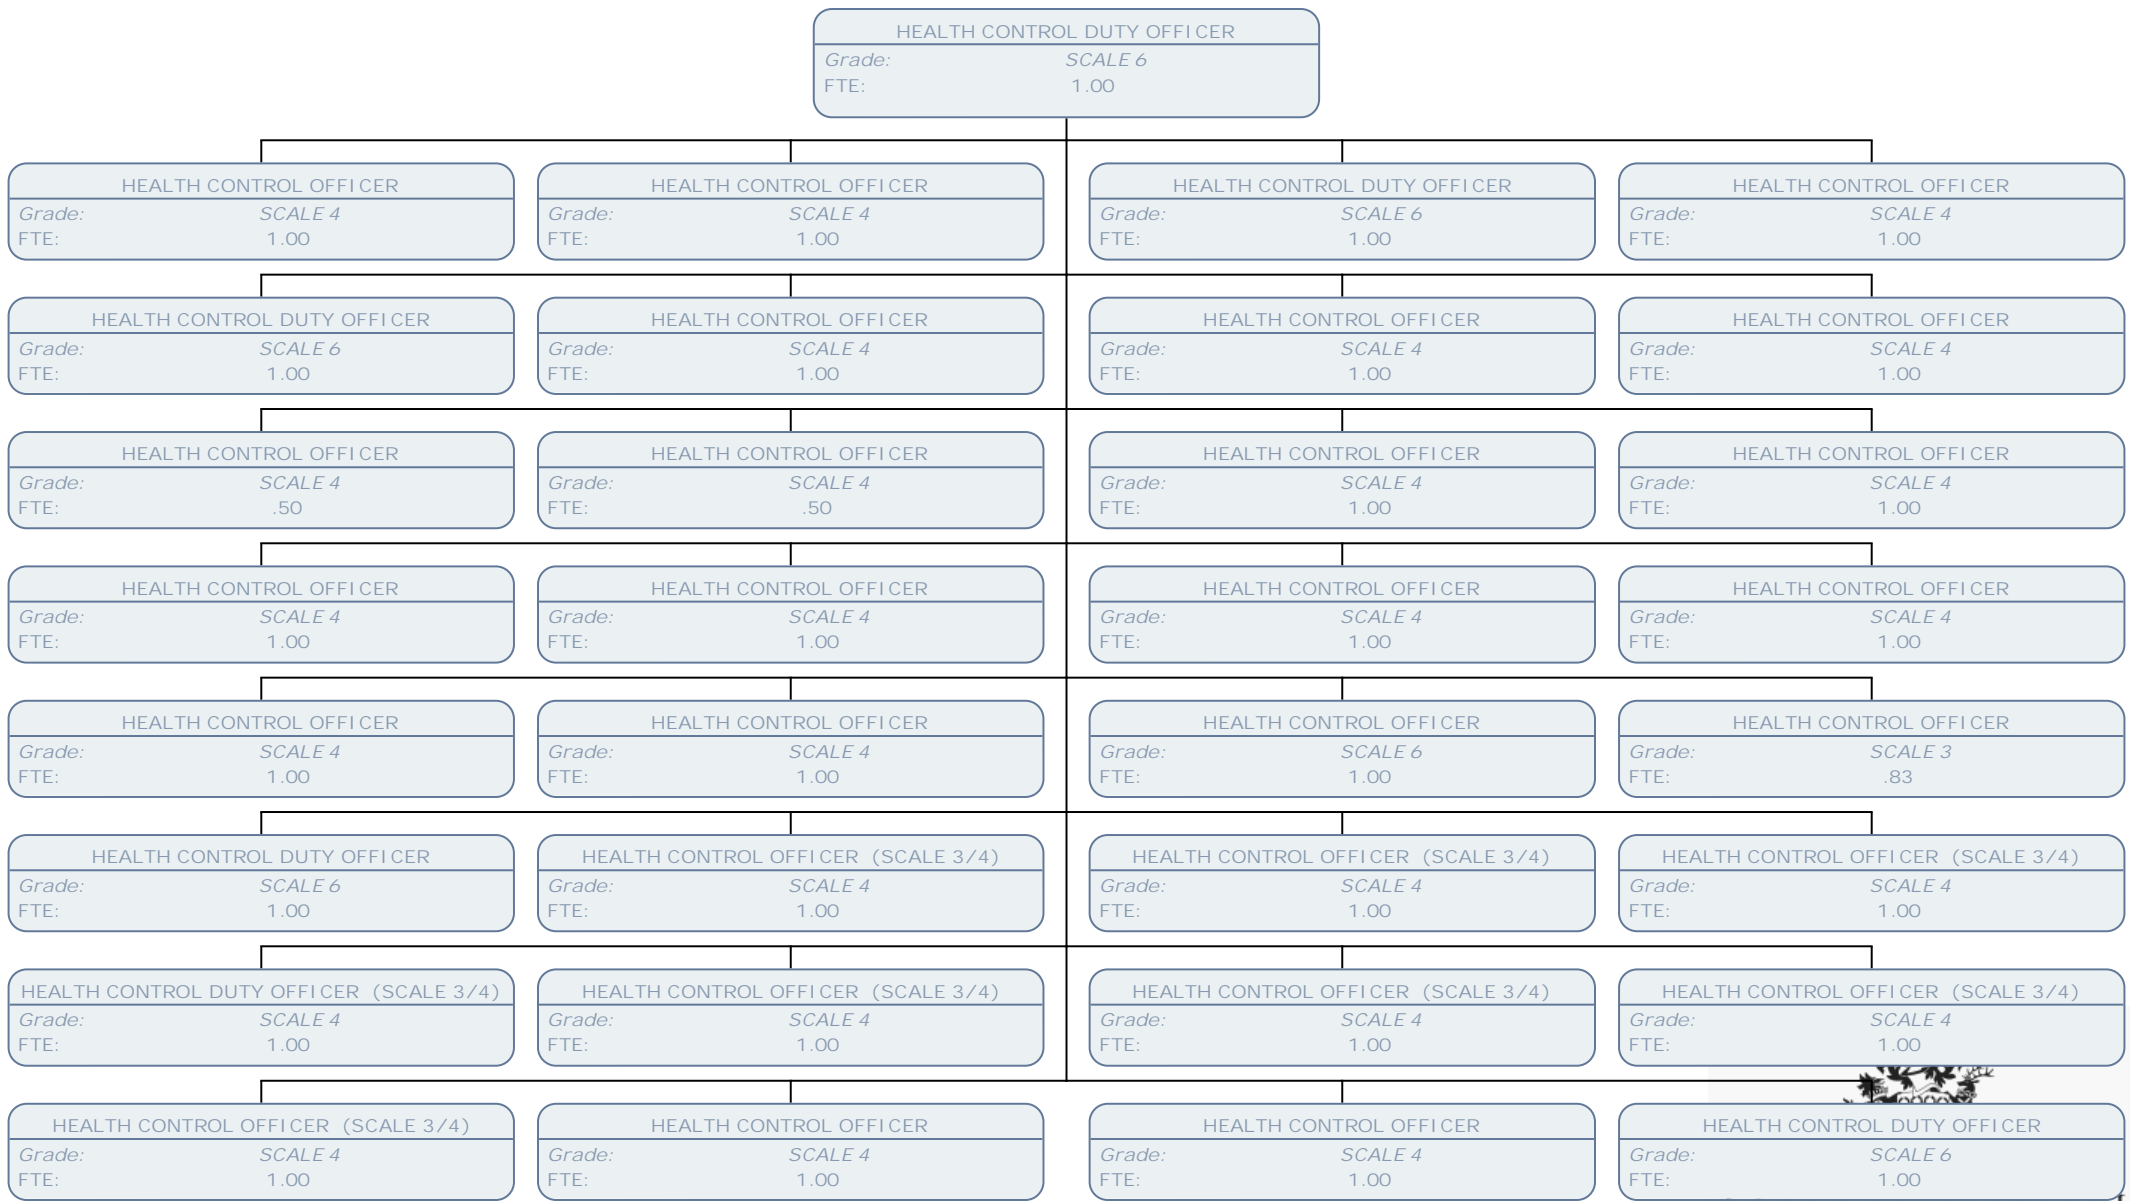 HEALTH CONTROL DUTY OFFICER
Grade: SCALE 6
FTE: 1.00
HEALTH CONTROL OFFICER
Grade: SCALE 4
FTE: 1.00
HEALTH CONTROL OFFICER
Grade: SCALE 4
FTE: 1.00
HEALTH CONTROL DUTY OFFICER
Grade: SCALE 6
FTE: 1.00
HEALTH CONTROL OFFICER
Grade: SCALE 4
FTE: 1.00
HEALTH CONTROL DUTY OFFICER
Grade: SCALE 6
FTE: 1.00
HEALTH CONTROL OFFICER
Grade: SCALE 4
FTE: 1.00
HEALTH CONTROL OFFICER
Grade: SCALE 4
FTE: 1.00
HEALTH CONTROL OFFICER
Grade: SCALE 4
FTE: 1.00
HEALTH CONTROL OFFICER
Grade: SCALE 4
FTE: .50
HEALTH CONTROL OFFICER
Grade: SCALE 4
FTE: .50
HEALTH CONTROL OFFICER
Grade: SCALE 4
FTE: 1.00
HEALTH CONTROL OFFICER
Grade: SCALE 4
FTE: 1.00
HEALTH CONTROL OFFICER
Grade: SCALE 4
FTE: 1.00
HEALTH CONTROL OFFICER
Grade: SCALE 4
FTE: 1.00
HEALTH CONTROL OFFICER
Grade: SCALE 4
FTE: 1.00
HEALTH CONTROL OFFICER
Grade: SCALE 4
FTE: 1.00
HEALTH CONTROL OFFICER
Grade: SCALE 4
FTE: 1.00
HEALTH CONTROL OFFICER
Grade: SCALE 4
FTE: 1.00
HEALTH CONTROL OFFICER
Grade: SCALE 6
FTE: 1.00
HEALTH CONTROL OFFICER
Grade: SCALE 3
FTE: .83
HEALTH CONTROL DUTY OFFICER
Grade: SCALE 6
FTE: 1.00
HEALTH CONTROL OFFICER (SCALE 3/4)
Grade: SCALE 4
FTE: 1.00
HEALTH CONTROL OFFICER (SCALE 3/4)
Grade: SCALE 4
FTE: 1.00
HEALTH CONTROL OFFICER (SCALE 3/4)
Grade: SCALE 4
FTE: 1.00
HEALTH CONTROL DUTY OFFICER (SCALE 3/4)
Grade: SCALE 4
FTE: 1.00
HEALTH CONTROL OFFICER (SCALE 3/4)
Grade: SCALE 4
FTE: 1.00
HEALTH CONTROL OFFICER (SCALE 3/4)
Grade: SCALE 4
FTE: 1.00
HEALTH CONTROL OFFICER (SCALE 3/4)
Grade: SCALE 4
FTE: 1.00
HEALTH CONTROL OFFICER (SCALE 3/4)
Grade: SCALE 4
FTE: 1.00
HEALTH CONTROL OFFICER
Grade: SCALE 4
FTE: 1.00
HEALTH CONTROL OFFICER
Grade: SCALE 4
FTE: 1.00
HEALTH CONTROL DUTY OFFICER
Grade: SCALE 6
FTE: 1.00